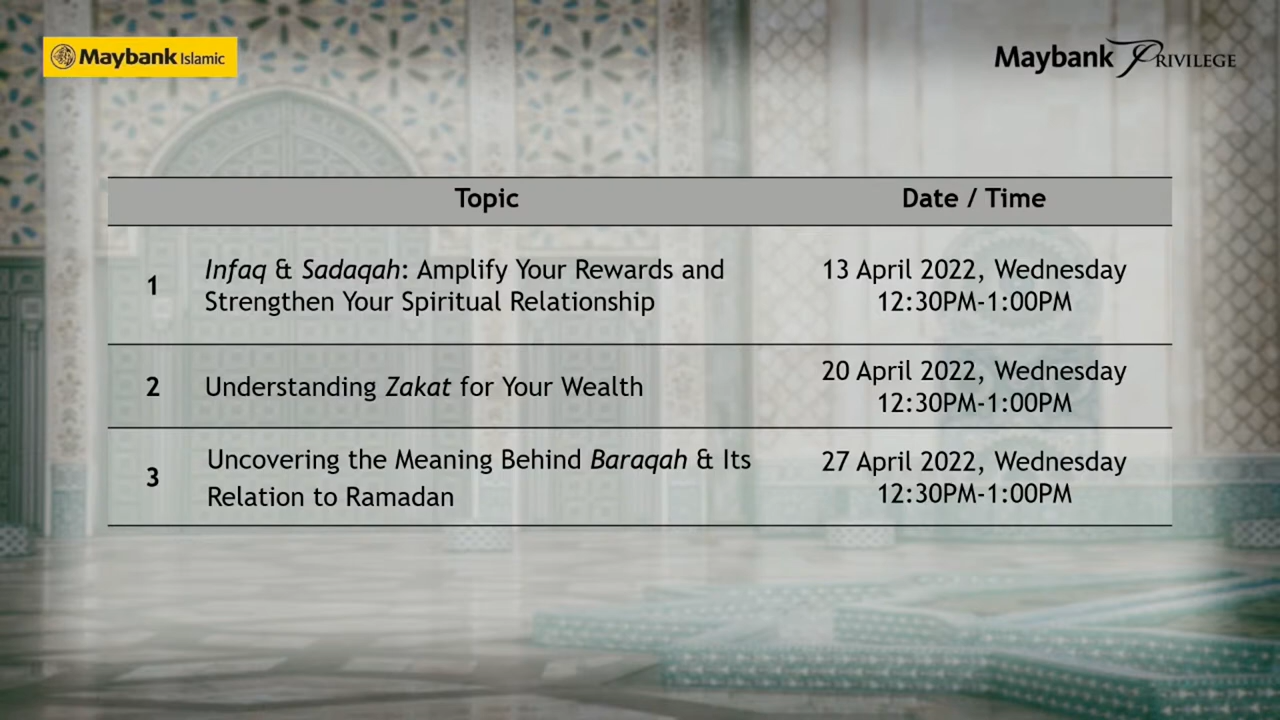 Maybank Islamic
Maybank PRIVILEGE
Topic
Date / Time
1
Infaq & Sadaqah: Amplify Your Rewards and
Strengthen Your Spiritual Relationship
13 April 2022, Wednesday
12:30PM-1:00PM
2
Understanding Zakat for Your Wealth
20 April 2022, Wednesday
12:30PM-1:00PM
3
Uncovering the Meaning Behind Baraqah & Its
Relation to Ramadan
27 April 2022, Wednesday
12:30PM-1:00PM